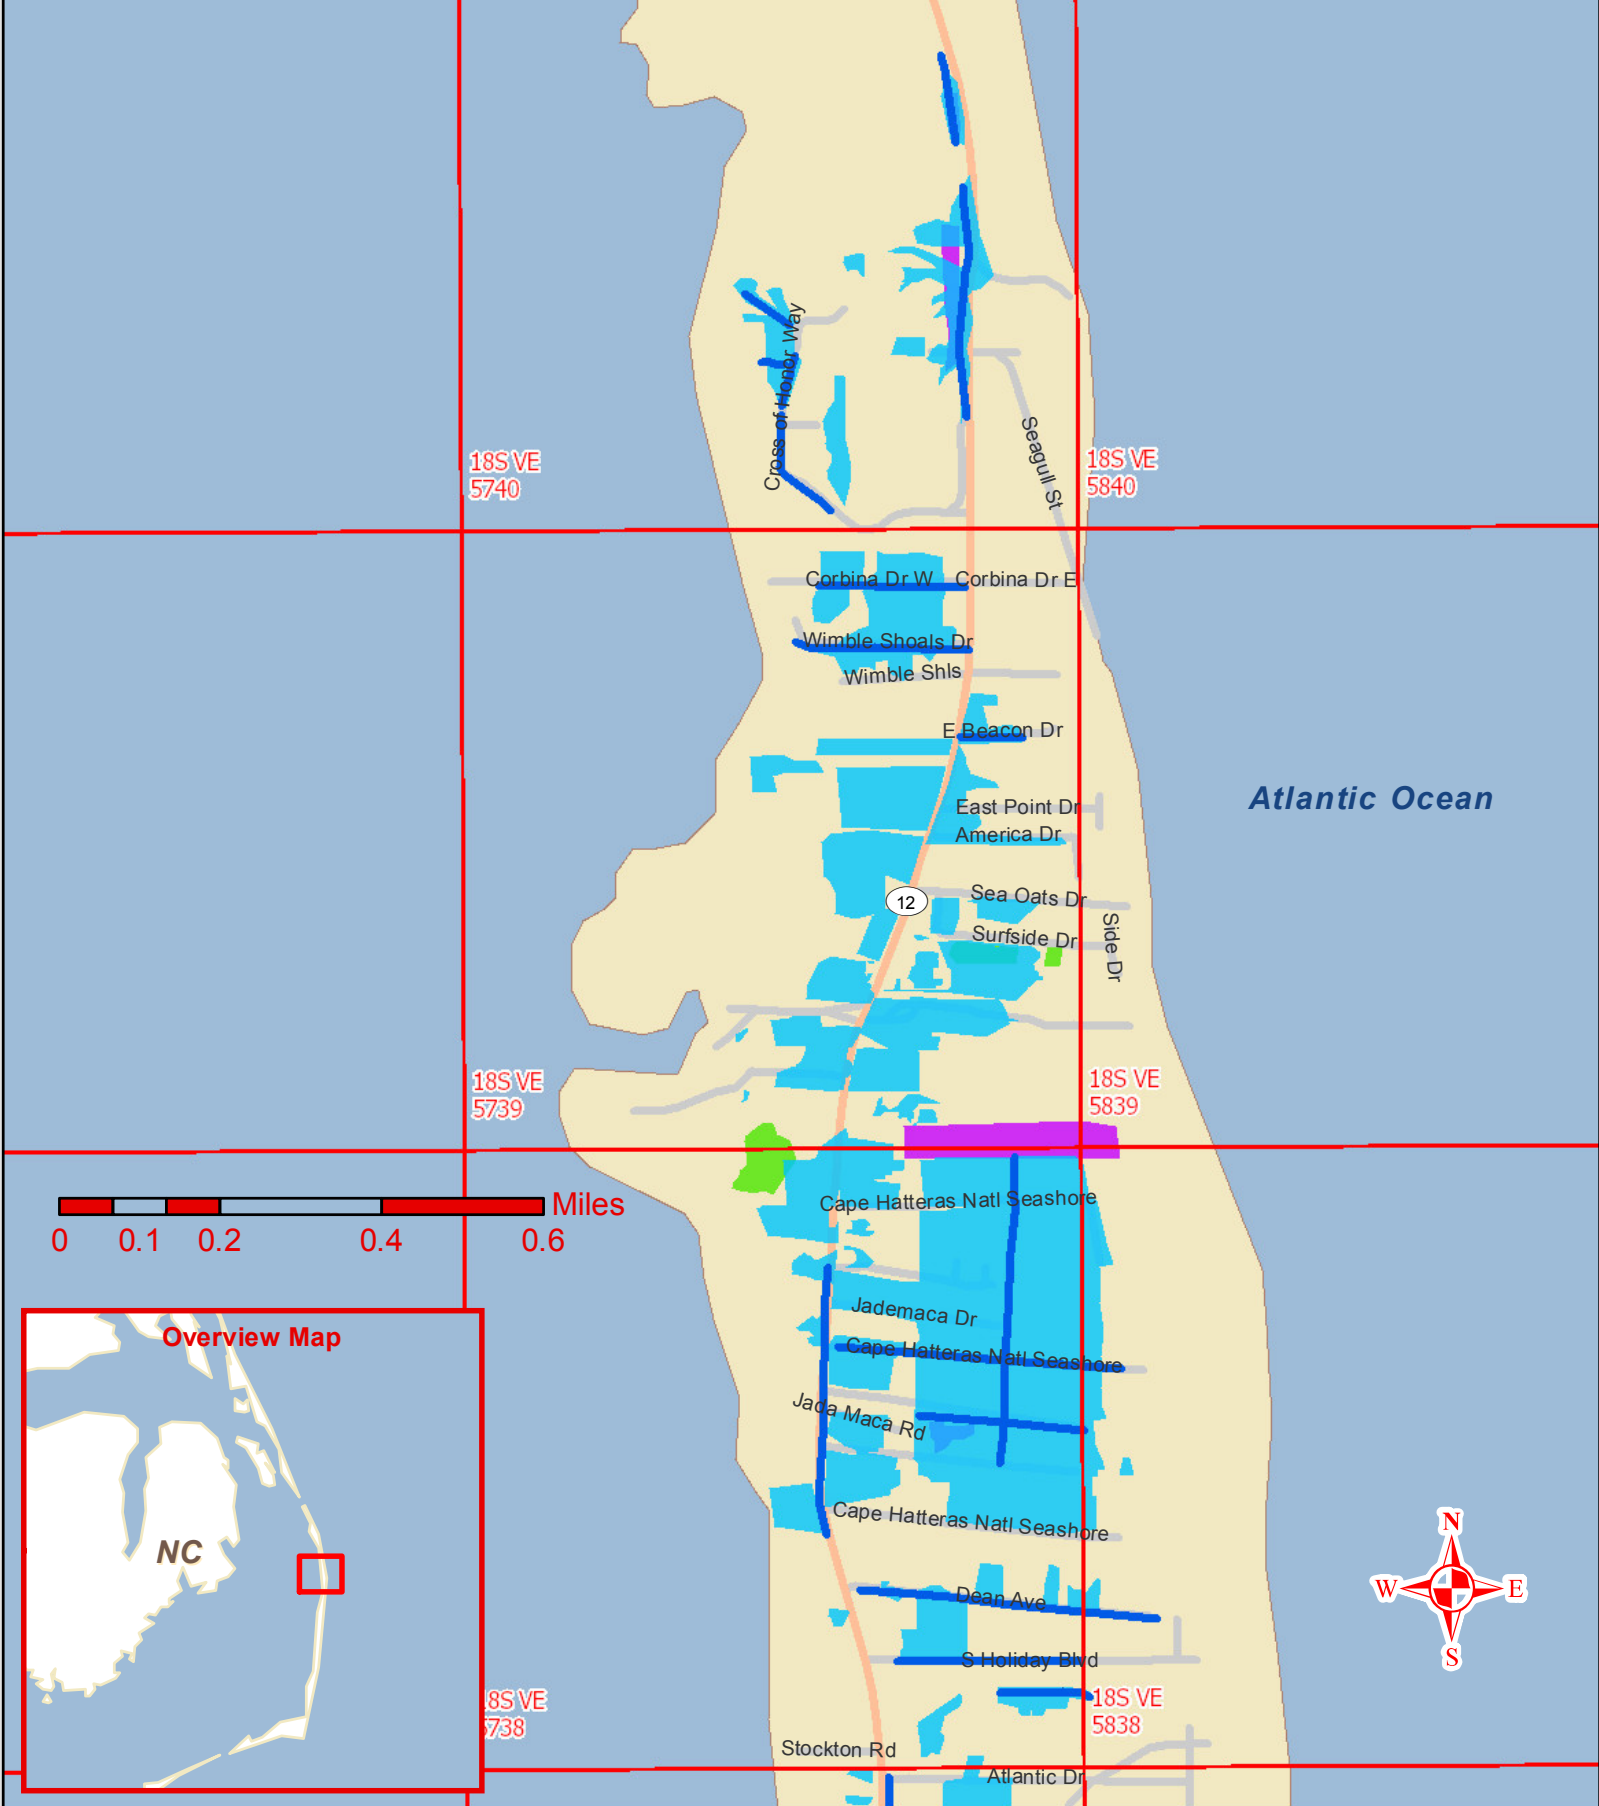 Cross of Honor Way
Seagull St
18S VE
5740
18S VE
5840
Corbina Dr W
Corbina Dr E
Wimble Shoals Dr
Wimble Shls
E Beacon Dr
Atlantic Ocean
East Point Dr
America Dr
Sea Oats Dr
12
Surfside Dr
Side Dr
18S VE
5739
18S VE
5839
Cape Hatteras Natl Seashore
Miles
0 0.1 0.2 0.4 0.6
Jademaca Dr
Overview Map
Cape Hatteras Natl Seashore
Jada Maca Rd
Cape Hatteras Natl Seashore
NC
N
W E
S
Dean Ave
S Holiday Blvd
18S VE
5738
18S VE
5838
Stockton Rd
Atlantic Dr